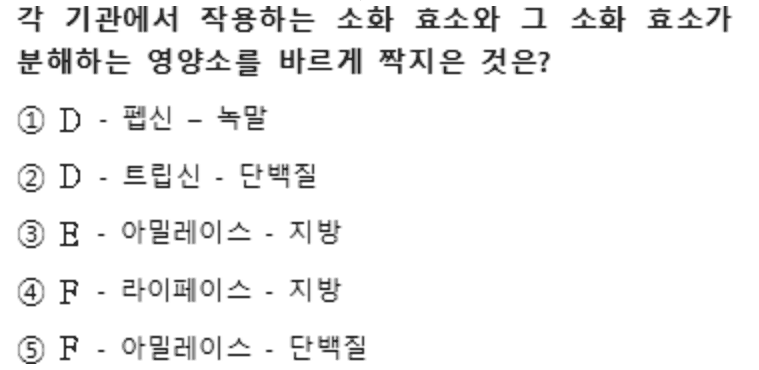 각 기관에서 작용하는 소화 효소와 그 소화 효소가
분해하는 영양소를 바르게 짝지은 것은?
① D - 펩신 – 녹말
② D - 트립신 - 단백질
③ E - 아밀레이스 - 지방
④ F - 라이페이스 - 지방
⑤ F - 아밀레이스 - 단백질